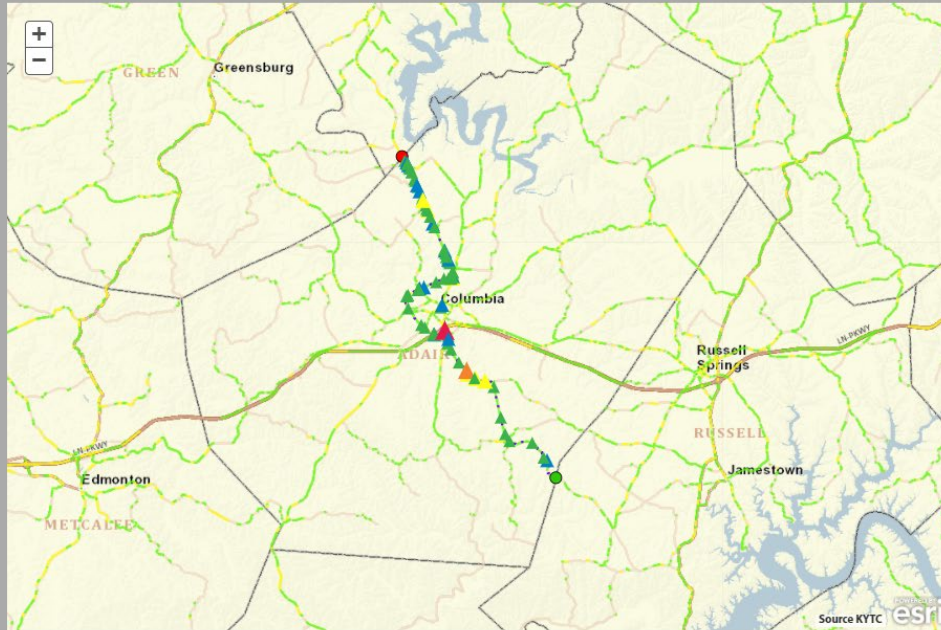 +
−
GREEN
Greensburg
Columbia
ADAIR
Russell
Springs
LN-PKWY
RUSSELL
LN-PKWY
Edmonton
Jamestown
METCALFE
Source KYTC
esri